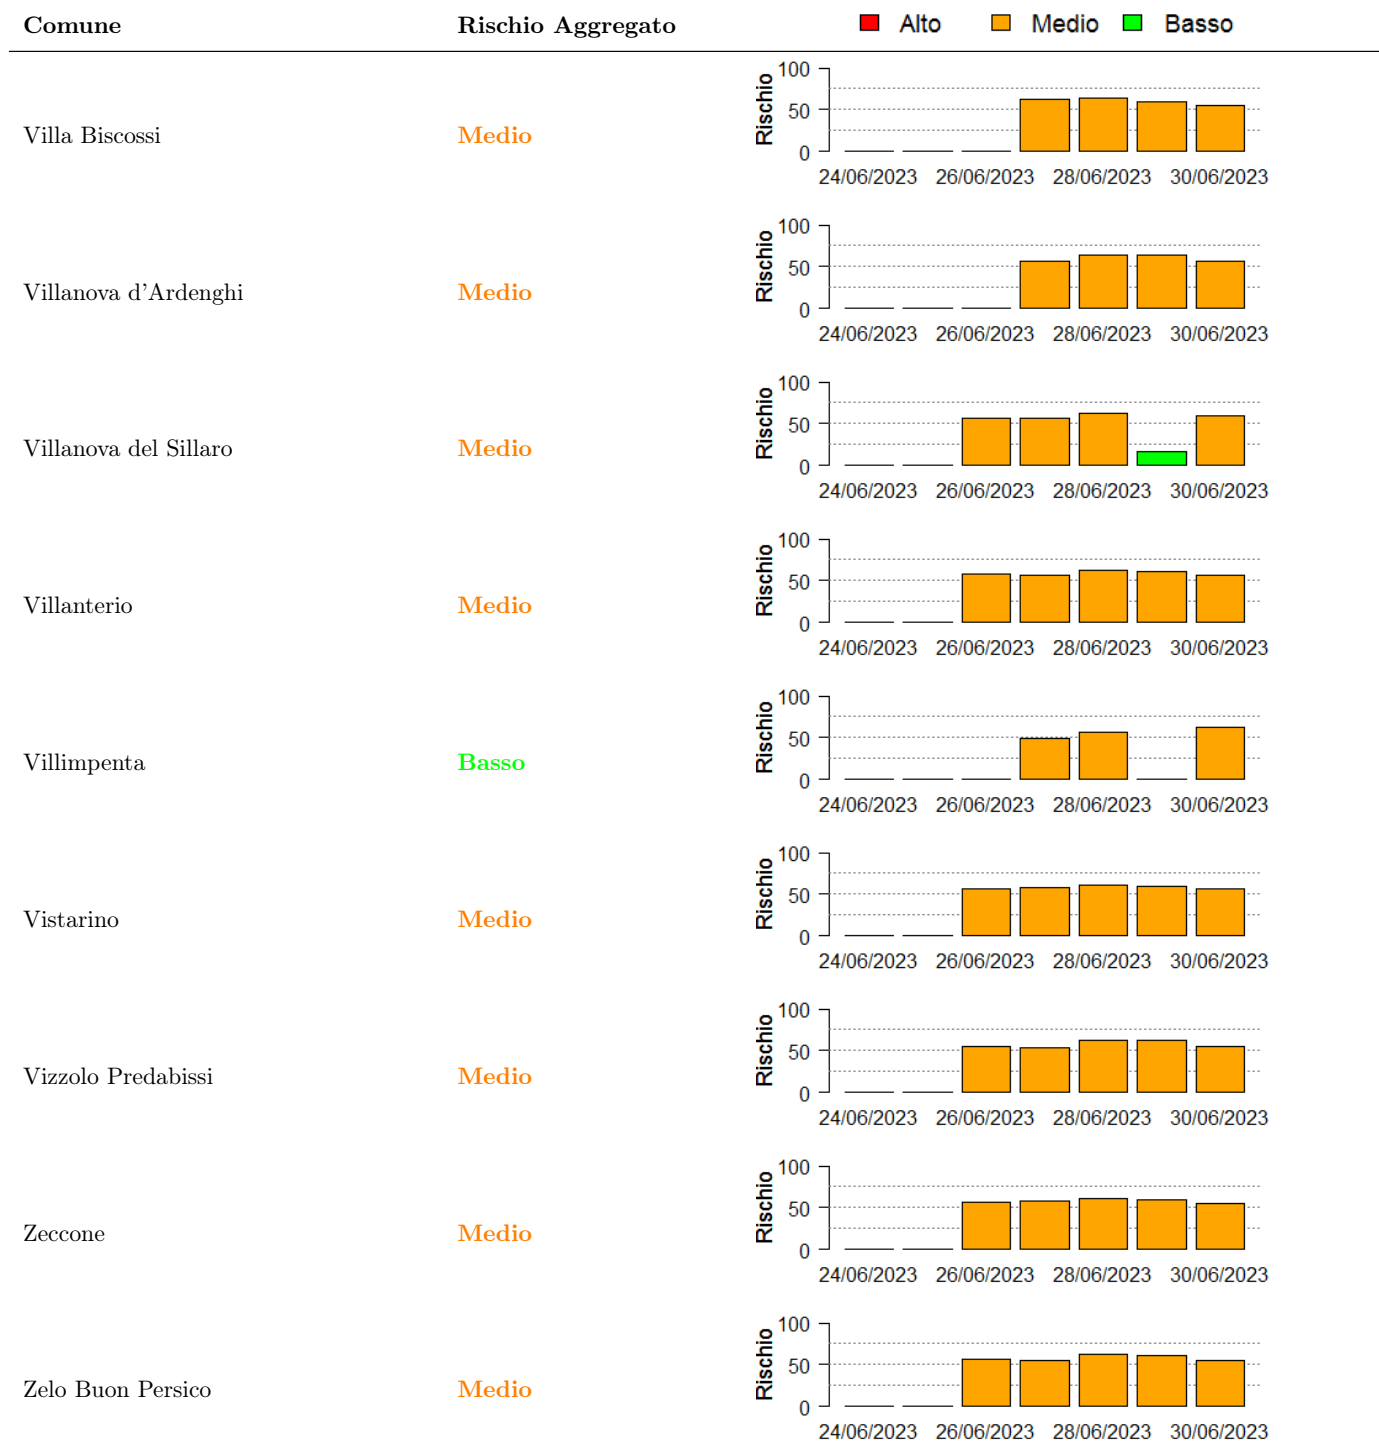 Comune Rischio Aggregato Alto Medio Basso
100
50
0
Rischio
Villa Biscossi Medio
24/06/2023 26/06/2023 28/06/2023 30/06/2023
100
50
0
Rischio
Villanova d'Ardenghi Medio
24/06/2023 26/06/2023 28/06/2023 30/06/2023
100
50
0
Rischio
Villanova del Sillaro Medio
24/06/2023 26/06/2023 28/06/2023 30/06/2023
100
50
0
Rischio
Villanterio Medio
24/06/2023 26/06/2023 28/06/2023 30/06/2023
100
50
0
Rischio
Villimpenta Basso
24/06/2023 26/06/2023 28/06/2023 30/06/2023
100
50
0
Rischio
Vistarino Medio
24/06/2023 26/06/2023 28/06/2023 30/06/2023
100
50
0
Rischio
Vizzolo Predabissi Medio
24/06/2023 26/06/2023 28/06/2023 30/06/2023
100
50
0
Rischio
Zeccone Medio
24/06/2023 26/06/2023 28/06/2023 30/06/2023
100
50
0
Rischio
Zelo Buon Persico Medio
24/06/2023 26/06/2023 28/06/2023 30/06/2023